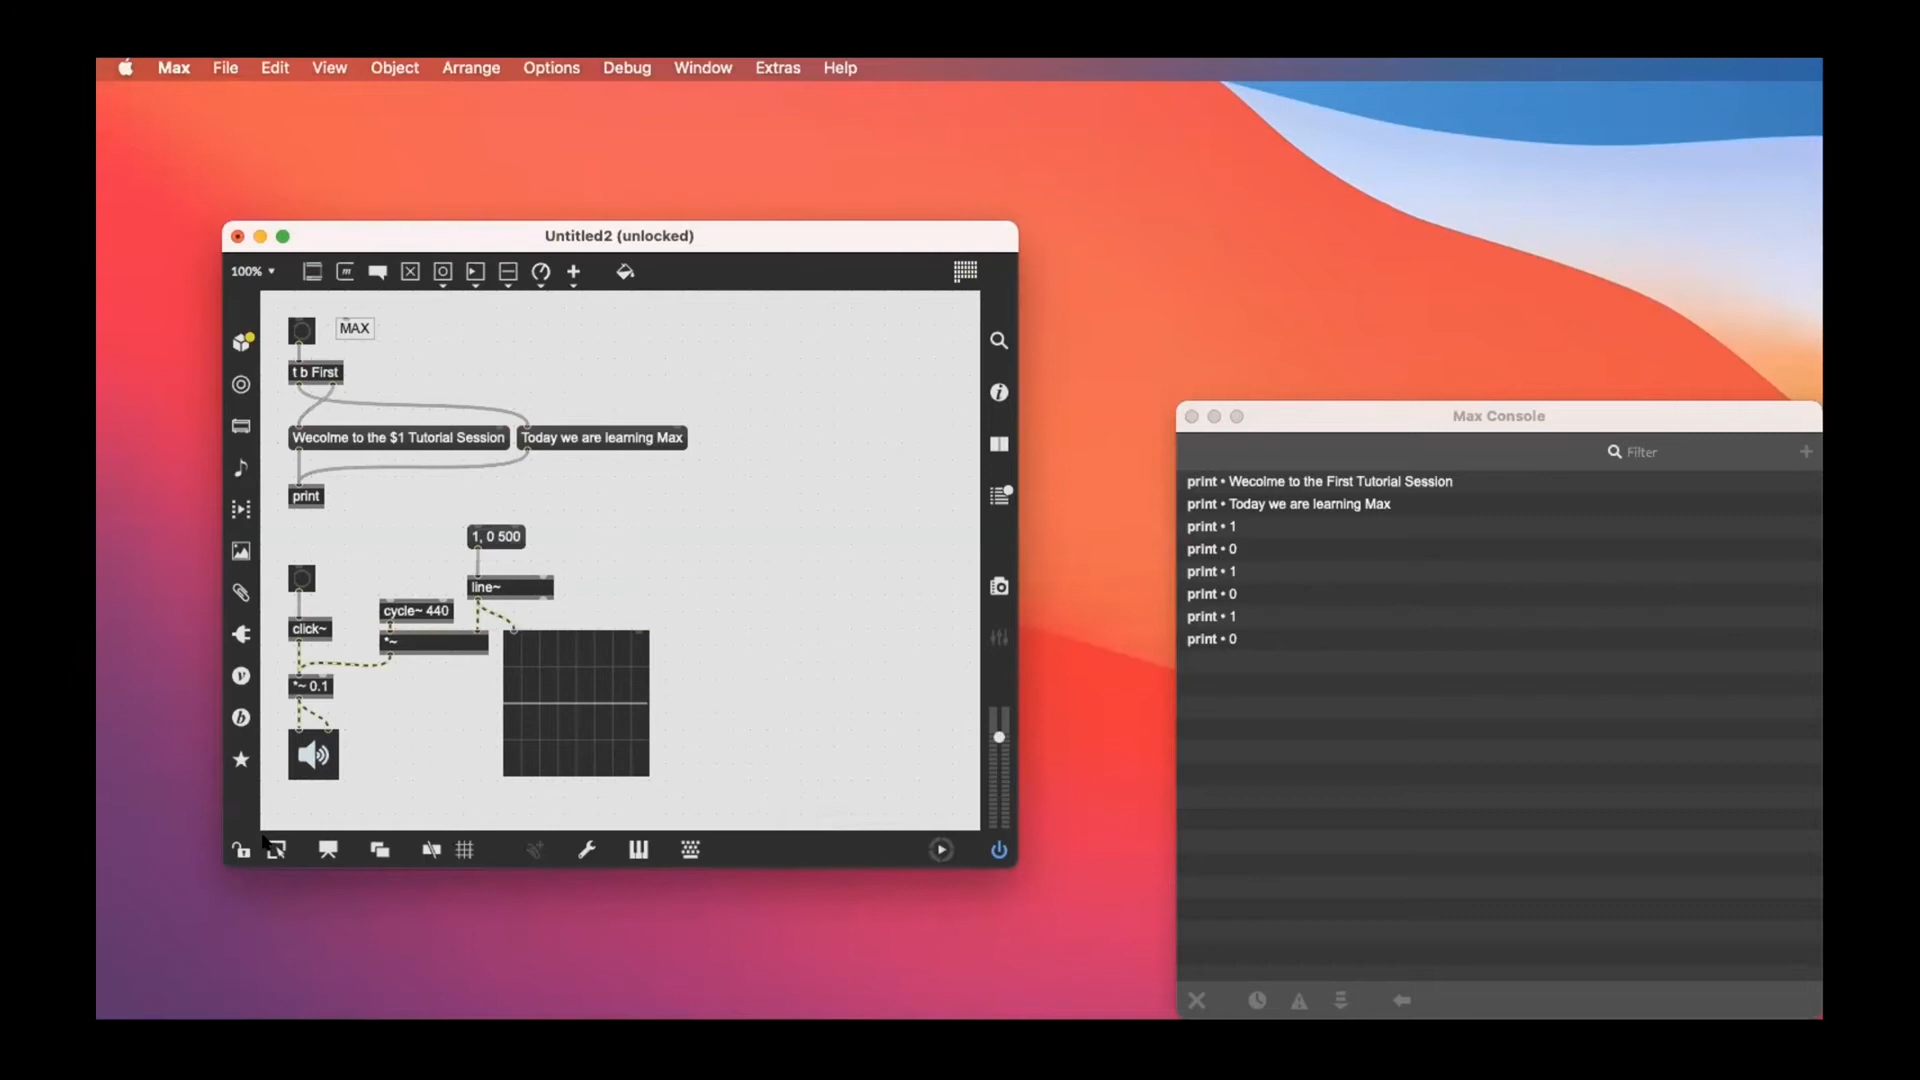 Max File Edit View Object Arrange Options Debug Window Extras Help
Untitled2 (unlocked)
100%
MAX
t b First
Wecolme to the $1 Tutorial Session
Today we are learning Max
print
1, 0 500
line~
cycle~ 440
click~
*~
*~ 0.1
Max Console
Filter
print • Wecolme to the First Tutorial Session
print • Today we are learning Max
print • 1
print • 0
print • 1
print • 0
print • 1
print • 0